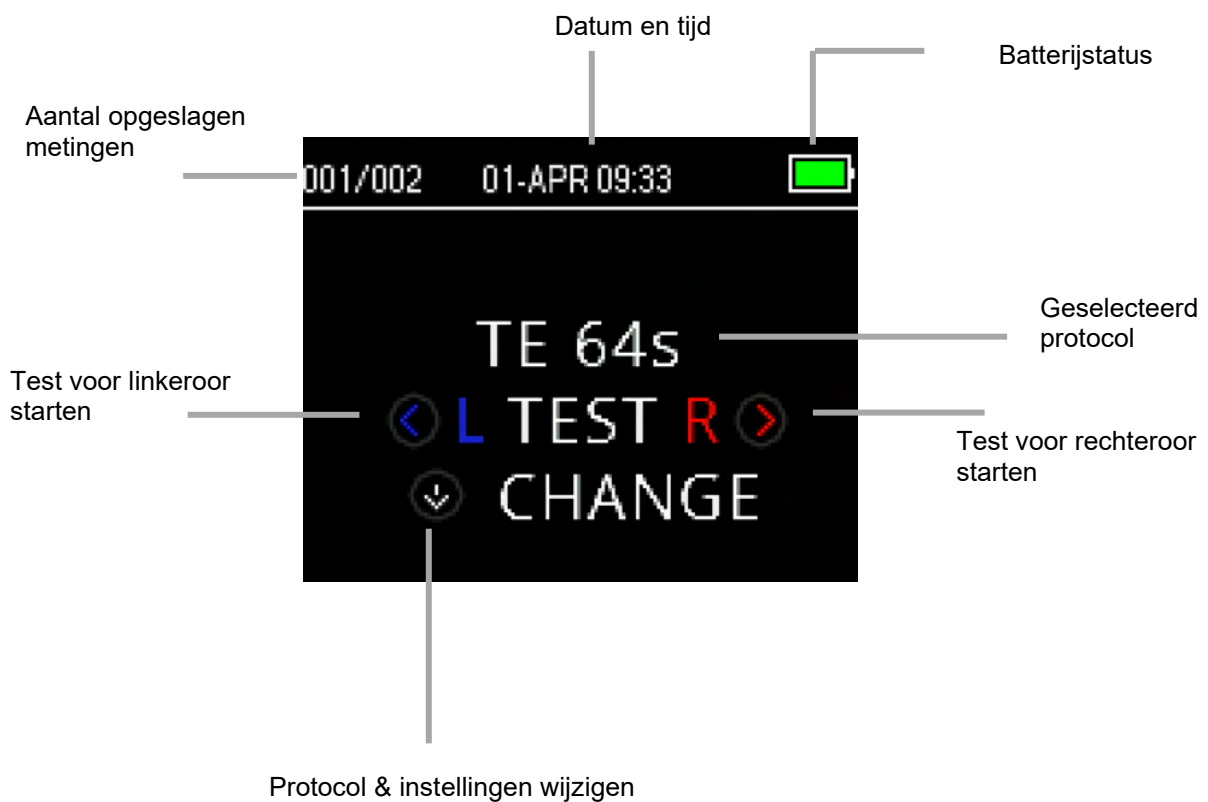 Datum en tijd
Batterijstatus
Aantal opgeslagen
metingen
001/002 01-APR 09:33
Geselecteerd
protocol
TE 64s
Test voor linkeroor
starten
L TEST R
Test voor rechteroor
starten
CHANGE
Protocol & instellingen wijzigen